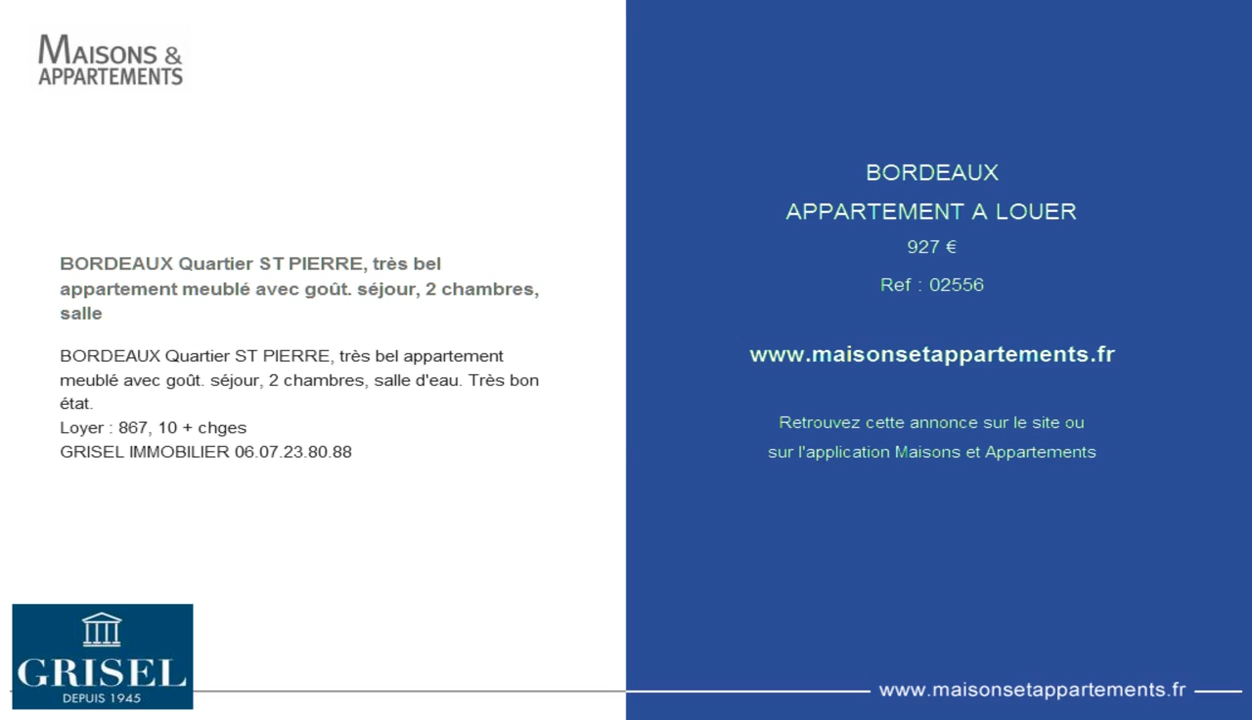 MAISONS &
APPARTEMENTS
BORDEAUX Quartier ST PIERRE, très bel
appartement meublé avec goût. séjour, 2 chambres,
salle
BORDEAUX Quartier ST PIERRE, très bel appartement
meublé avec goût. séjour, 2 chambres, salle d'eau. Très bon
état.
Loyer : 867, 10 + chges
GRISEL IMMOBILIER 06.07.23.80.88
GRISEL
DEPUIS 1945
BORDEAUX
APPARTEMENT A LOUER
927 €
Ref : 02556
www.maisonsetappartements.fr
Retrouvez cette annonce sur le site ou
sur l'application Maisons et Appartements
www.maisonsetappartements.fr